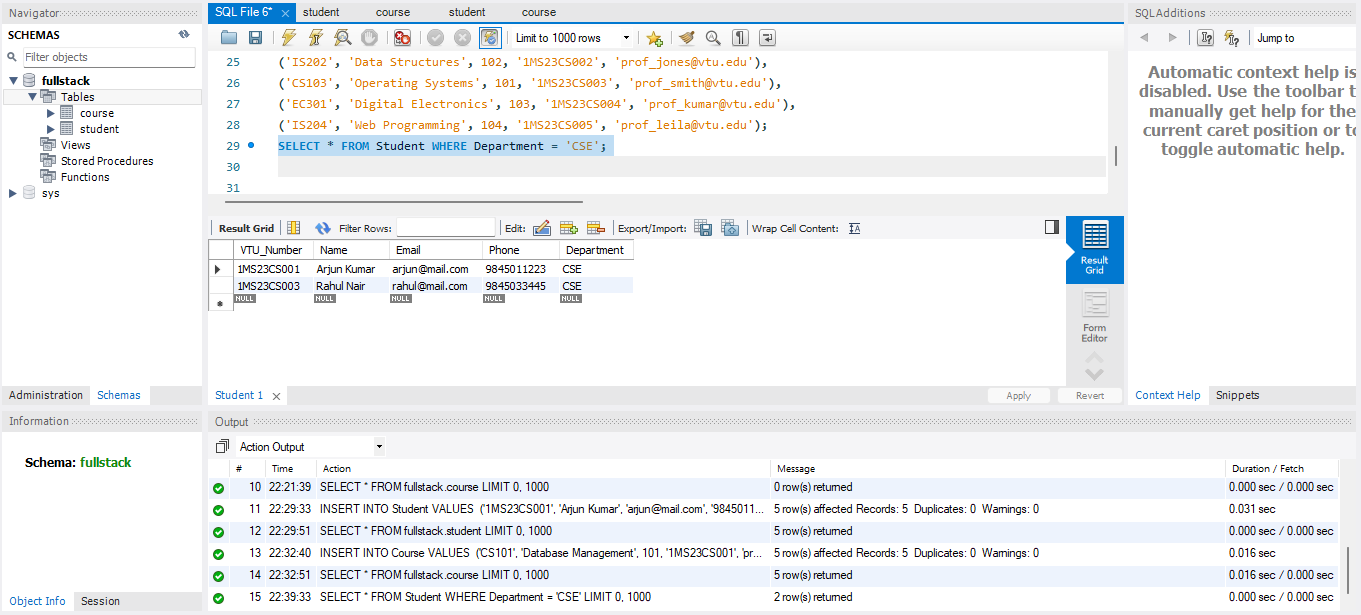 Navigator
SCHEMAS
Filter objects
fullstack
Tables
course
student
Views
Stored Procedures
Functions
sys
Administration Schemas
Information
Schema: fullstack
Object Info Session
SQL File 6* student course student course
Limit to 1000 rows
25 ('IS202', 'Data Structures', 102, '1MS23CS002', 'prof_jones@vtu.edu'),
26 ('CS103', 'Operating Systems', 101, '1MS23CS003', 'prof_smith@vtu.edu'),
27 ('EC301', 'Digital Electronics', 103, '1MS23CS004', 'prof_kumar@vtu.edu'),
28 ('IS204', 'Web Programming', 104, '1MS23CS005', 'prof_leila@vtu.edu');
29 SELECT * FROM Student WHERE Department = 'CSE';
30
31
Result Grid Filter Rows: Edit: Export/Import: Wrap Cell Content:
VTU_Number Name Email Phone Department
1MS23CS001 Arjun Kumar arjun@mail.com 9845011223 CSE
1MS23CS003 Rahul Nair rahul@mail.com 9845033445 CSE
NULL NULL NULL NULL NULL
Result
Grid
Form
Editor
Student 1 Apply Revert
SQLAdditions
Jump to
Automatic context help is
disabled. Use the toolbar t
manually get help for the
current caret position or to
toggle automatic help.
Context Help Snippets
Output
Action Output
# Time Action Message Duration / Fetch
10 22:21:39 SELECT * FROM fullstack.course LIMIT 0, 1000 0 row(s) returned 0.000 sec / 0.000 sec
11 22:29:33 INSERT INTO Student VALUES ('1MS23CS001', 'Arjun Kumar', 'arjun@mail.com', '9845011... 5 row(s) affected Records: 5 Duplicates: 0 Warnings: 0 0.031 sec
12 22:29:51 SELECT * FROM fullstack.student LIMIT 0, 1000 5 row(s) returned 0.000 sec / 0.000 sec
13 22:32:40 INSERT INTO Course VALUES ('CS101', 'Database Management', 101, '1MS23CS001', 'pr... 5 row(s) affected Records: 5 Duplicates: 0 Warnings: 0 0.016 sec
14 22:32:51 SELECT * FROM fullstack.course LIMIT 0, 1000 5 row(s) returned 0.016 sec / 0.000 sec
15 22:39:33 SELECT * FROM Student WHERE Department = 'CSE' LIMIT 0, 1000 2 row(s) returned 0.000 sec / 0.000 sec